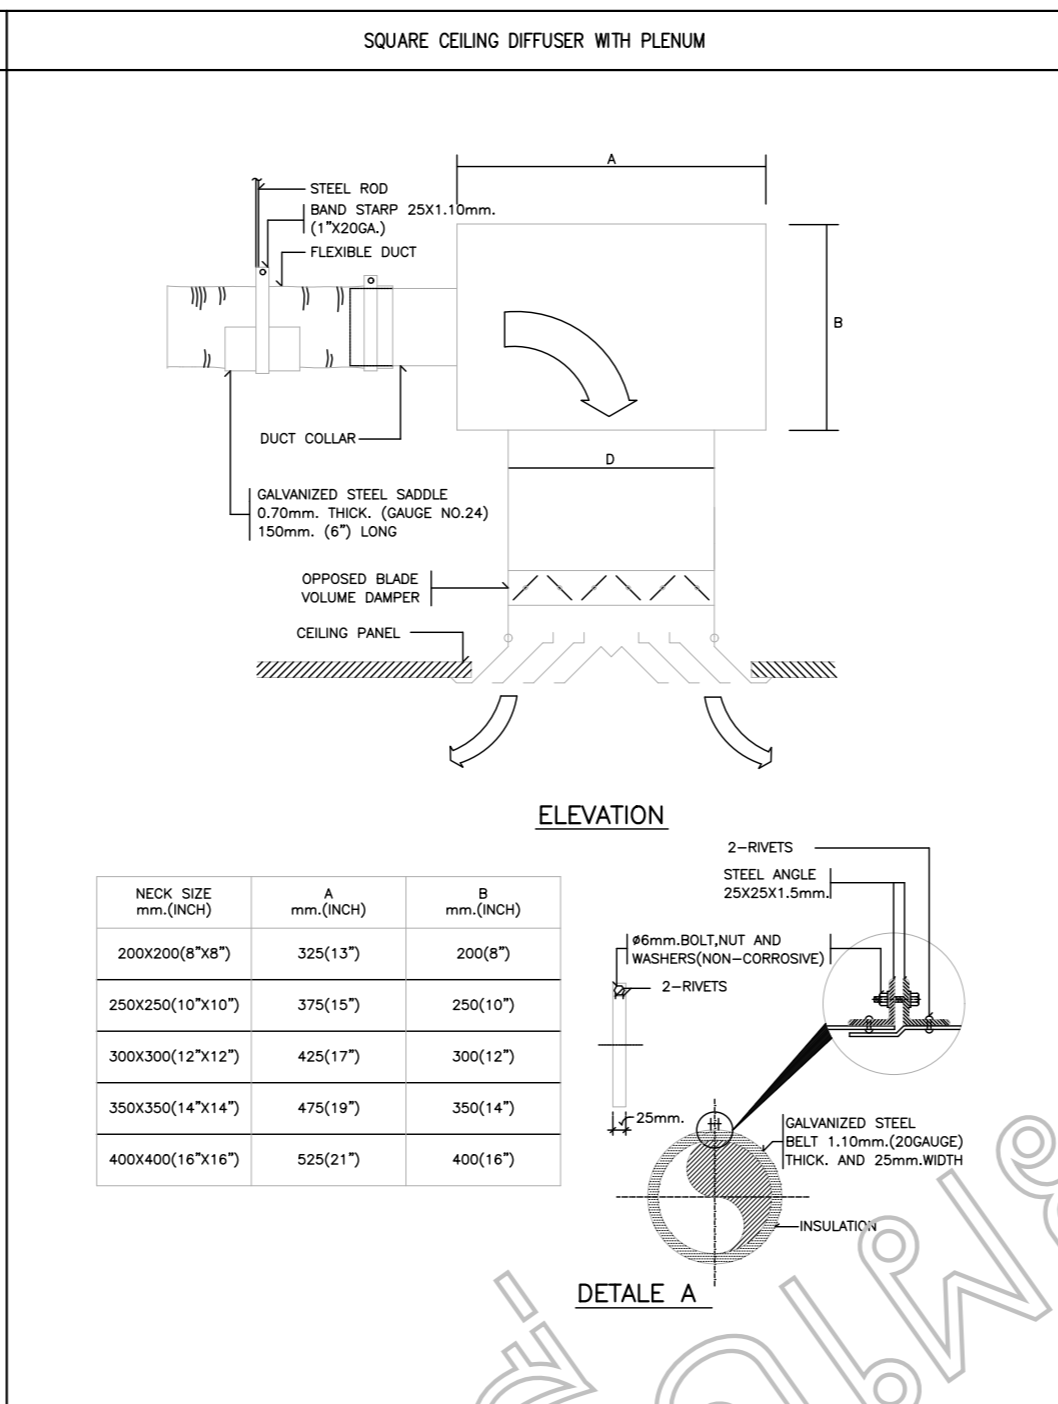 SQUARE CEILING DIFFUSER WITH PLENUM
A
STEEL ROD
BAND STARP 25X1.10mm.
(1"X20GA.)
FLEXIBLE DUCT
B
DUCT COLLAR
D
GALVANIZED STEEL SADDLE
0.70mm. THICK. (GAUGE NO.24)
150mm. (6") LONG
OPPOSED BLADE
VOLUME DAMPER
CEILING PANEL
ELEVATION
NECK SIZE
mm.(INCH)
A
mm.(INCH)
B
mm.(INCH)
200X200(8"X8") 325(13") 200(8")
250X250(10"X10") 375(15") 250(10")
300X300(12"X12") 425(17") 300(12")
350X350(14"X14") 475(19") 350(14")
400X400(16"X16") 525(21") 400(16")
2-RIVETS
STEEL ANGLE
25X25X1.5mm.
ø6mm.BOLT,NUT AND
WASHERS(NON-CORROSIVE)
2-RIVETS
25mm.
GALVANIZED STEEL
BELT 1.10mm.(20GAUGE)
THICK. AND 25mm.WIDTH
INSULATION
DETALE A